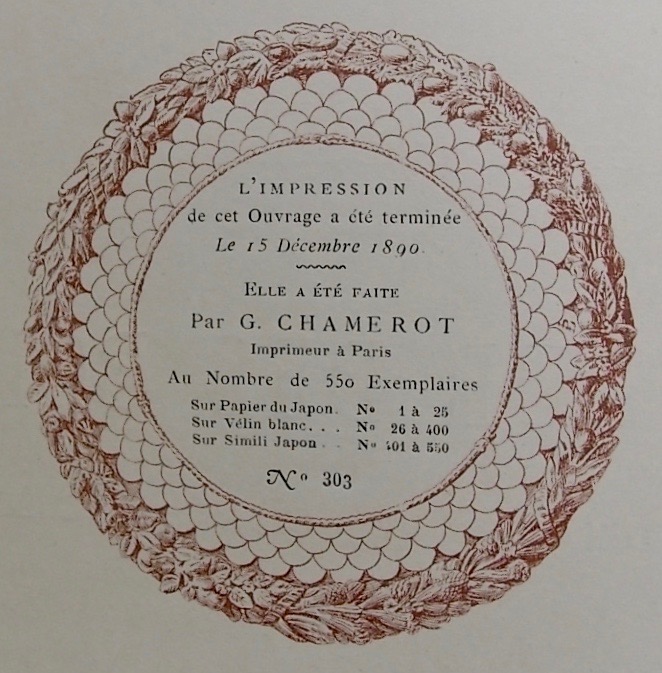 L'IMPRESSION
de cet Ouvrage a été terminée
Le 15 Décembre 1890.
ELLE A ÉTÉ FAITE
Par G. CHAMEROT
Imprimeur à Paris
Au Nombre de 550 Exemplaires
Sur Papier du Japon. No 1 à 25
Sur Vélin blanc. . . No 26 à 400
Sur Simili Japon . . No 401 à 550
No 303